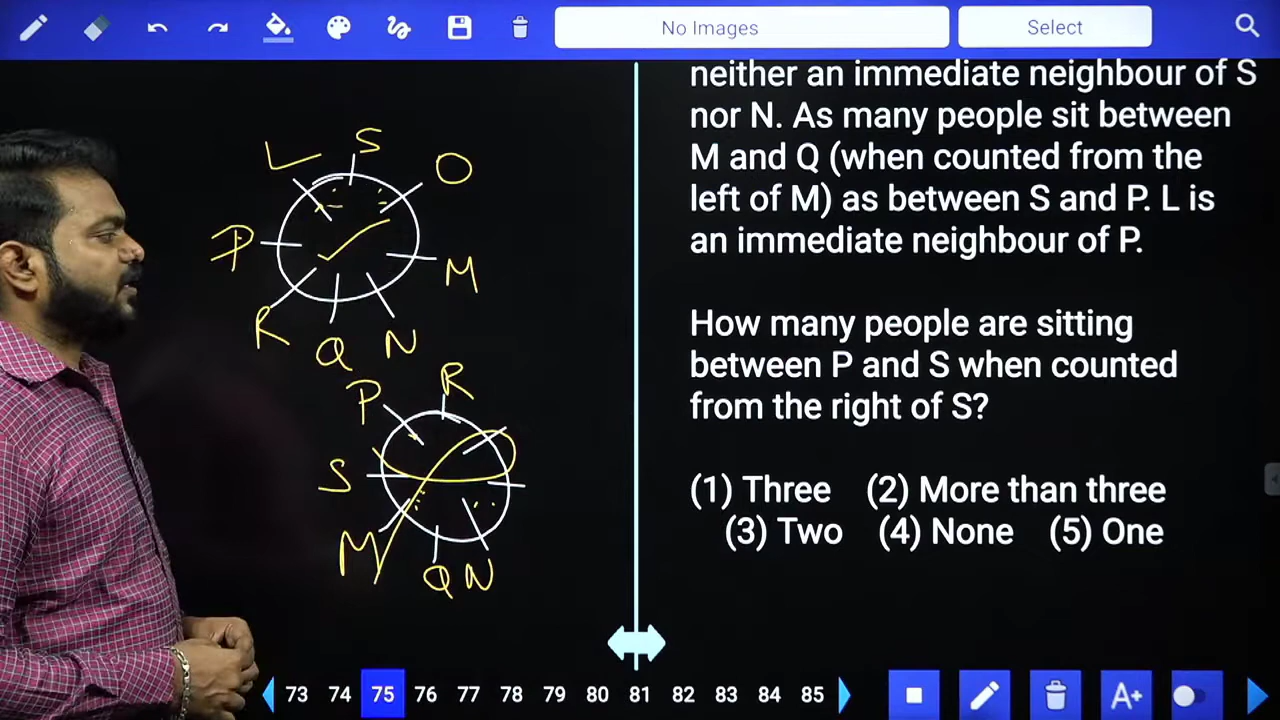 No Images
Select
neither an immediate neighbour of S
nor N. As many people sit between
M and Q (when counted from the
left of M) as between S and P. L is
an immediate neighbour of P.
How many people are sitting
between P and S when counted
from the right of S?
(1) Three (2) More than three
(3) Two (4) None (5) One
L S O
P M
R Q N
P R
S
M Q N
73 74 75 76 77 78 79 80 81 82 83 84 85
A+